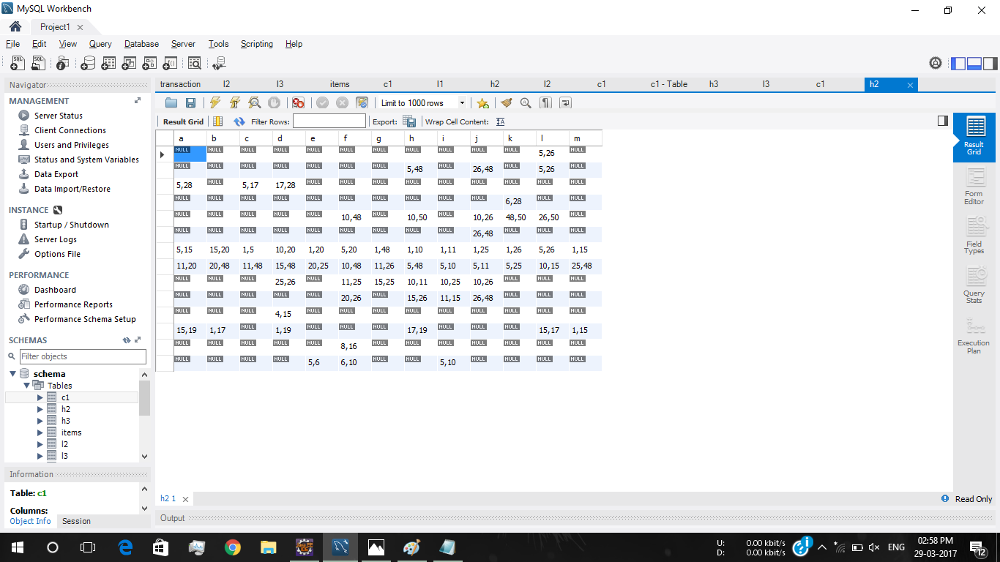 MySQL Workbench
Project1
File Edit View Query Database Server Tools Scripting Help
Navigator
MANAGEMENT
Server Status
Client Connections
Users and Privileges
Status and System Variables
Data Export
Data Import/Restore
INSTANCE
Startup / Shutdown
Server Logs
Options File
PERFORMANCE
Dashboard
Performance Reports
Performance Schema Setup
SCHEMAS
Filter objects
schema
Tables
c1
h2
h3
items
l2
l3
Information
Table: c1
Columns:
Object Info Session
transaction l2 l3 items c1 l1 h2 l2 c1 c1 - Table h3 l3 c1 h2
Limit to 1000 rows
Result Grid Filter Rows: Export: Wrap Cell Content:
a b c d e f g h i j k l m
NULL NULL NULL NULL NULL NULL NULL NULL NULL NULL NULL 5,26 NULL
NULL NULL NULL NULL NULL NULL NULL 5,48 NULL 26,48 NULL 5,26 NULL
5,28 NULL 5,17 17,28 NULL NULL NULL NULL NULL NULL NULL NULL NULL
NULL NULL NULL NULL NULL NULL NULL NULL NULL NULL 6,28 NULL NULL
NULL NULL NULL NULL NULL 10,48 NULL 10,50 NULL 10,26 48,50 26,50 NULL
NULL NULL NULL NULL NULL NULL NULL NULL NULL 26,48 NULL NULL NULL
5,15 15,20 1,5 10,20 1,20 5,20 1,48 1,10 1,11 1,25 1,26 5,26 1,15
11,20 20,48 11,48 15,48 20,25 10,48 11,26 5,48 5,10 5,11 5,25 10,15 25,48
NULL NULL NULL 25,26 NULL 11,25 15,25 10,11 10,25 10,26 NULL NULL NULL
NULL NULL NULL NULL NULL 20,26 NULL 15,26 11,15 26,48 NULL NULL NULL
NULL NULL NULL 4,15 NULL NULL NULL NULL NULL NULL NULL NULL NULL
15,19 1,17 NULL 1,19 NULL NULL NULL 17,19 NULL NULL NULL 15,17 1,15
NULL NULL NULL NULL NULL 8,16 NULL NULL NULL NULL NULL NULL NULL
NULL NULL NULL NULL 5,6 6,10 NULL NULL 5,10 NULL NULL NULL NULL
Result
Grid
Form
Editor
Field
Types
Query
Stats
Execution
Plan
h2 1
Read Only
Output
U: 0.00 kbit/s
D: 0.00 kbit/s
ENG
02:58 PM
29-03-2017
12